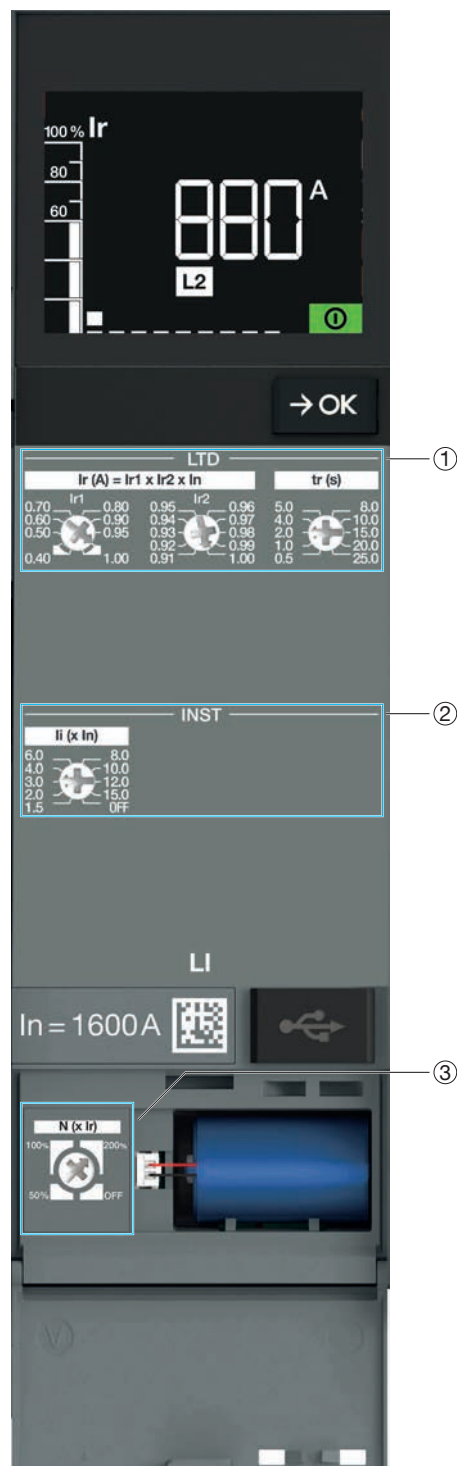 100 % Ir
80
60
880 A
L2
→ OK
LTD
①
Ir (A) = Ir1 x Ir2 x In
tr (s)
Ir1
Ir2
0.70 0.80 0.95 0.96 5.0 8.0
0.60 0.90 0.94 0.97 4.0 10.0
0.50 0.95 0.93 0.98 2.0 15.0
0.92 0.99 1.0 20.0
0.40 1.00 0.91 1.00 0.5 25.0
INST
②
Ii (x In)
6.0 8.0
4.0 10.0
3.0 12.0
2.0 15.0
1.5 OFF
LI
In = 1600 A
③
N (x Ir)
100% 200%
50% OFF